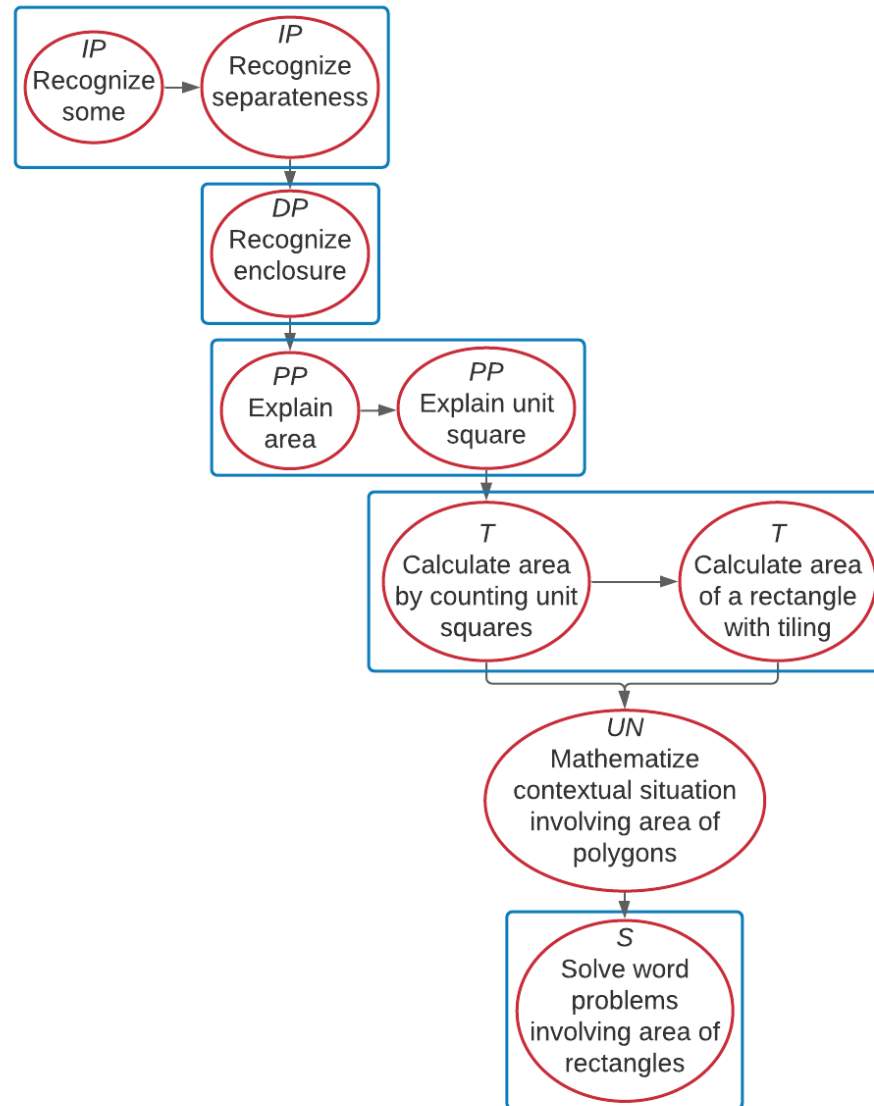 IP
Recognize
some
IP
Recognize
separateness
DP
Recognize
enclosure
PP
Explain
area
PP
Explain unit
square
T
Calculate area
by counting unit
squares
T
Calculate area
of a rectangle
with tiling
UN
Mathematize
contextual situation
involving area of
polygons
S
Solve word
problems
involving area of
rectangles